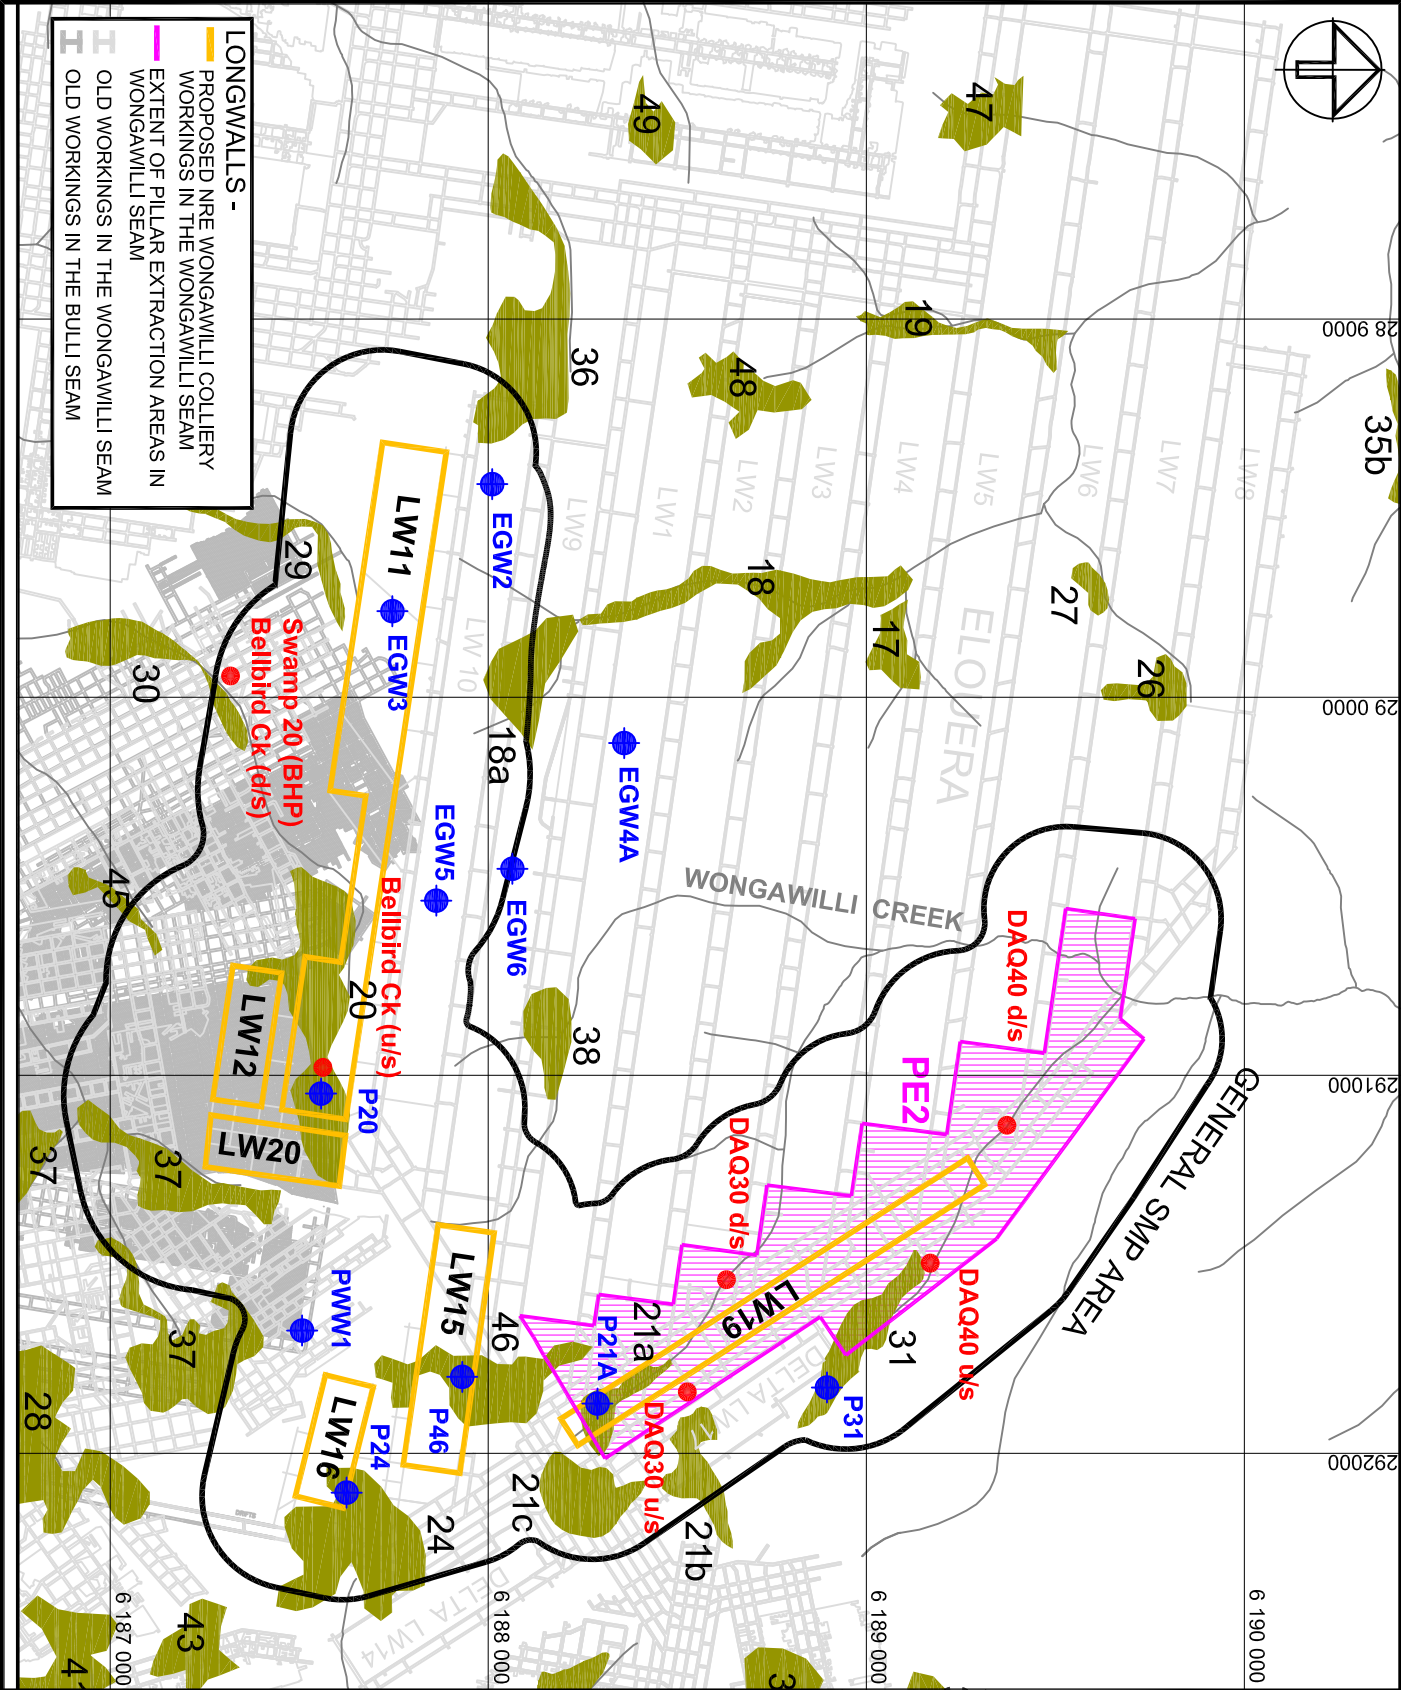 LONGWALLS -
PROPOSED NRE WONGAWILLI COLLIERY
WORKINGS IN THE WONGAWILLI SEAM
EXTENT OF PILLAR EXTRACTION AREAS IN
WONGAWILLI SEAM
OLD WORKINGS IN THE WONGAWILLI SEAM
OLD WORKINGS IN THE BULLI SEAM
47
49
36
19
48
35b
28 9000
LW8
LW7
LW6
LW5
LW4
LW3
LW2
LW1
LW9
LW 10
ELOUERA
27
26
17
18
18a
29 0000
EGW2
LW11
EGW3
29
30
Swamp 20 (BHP)
Bellbird Ck (d/s)
EGW4A
EGW5
EGW6
WONGAWILLI CREEK
45
Bellbird Ck (u/s)
20
LW12
P20
LW20
38
DAQ40 d/s
PE2
DAQ30 d/s
291000
GENERAL SMP AREA
37
37
37
PWW1
LW15
46
P46
LW16
P24
24
28
21a
P21A
LW19
DAQ40 u/s
31
P31
DAQ30 u/s
DELTA LW
21c
21b
292000
DELTA LW14
43
6 187 000
6 188 000
6 189 000
6 190 000